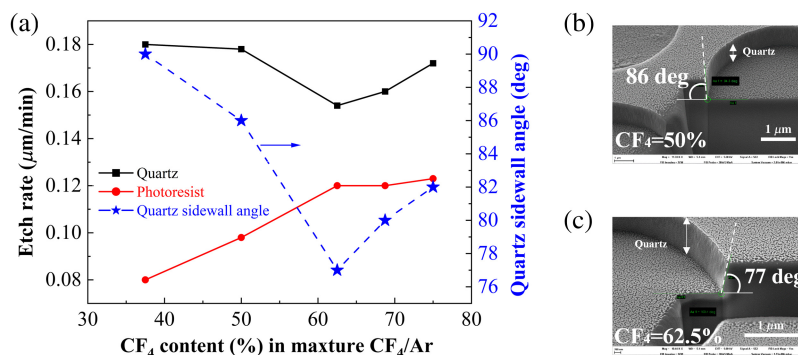 (a)
0.18
0.16
0.14
0.12
0.10
0.08
Etch rate (μm/min)
92
90
88
86
84
82
80
78
76
Quartz sidewall angle (deg)
Quartz
Photoresist
Quartz sidewall angle
30 40 50 60 70 80
CF₄ content (%) in maxture CF₄/Ar
(b)
Quartz
86 deg
CF₄=50%
1 μm
(c)
Quartz
77 deg
CF₄=62.5%
1 μm